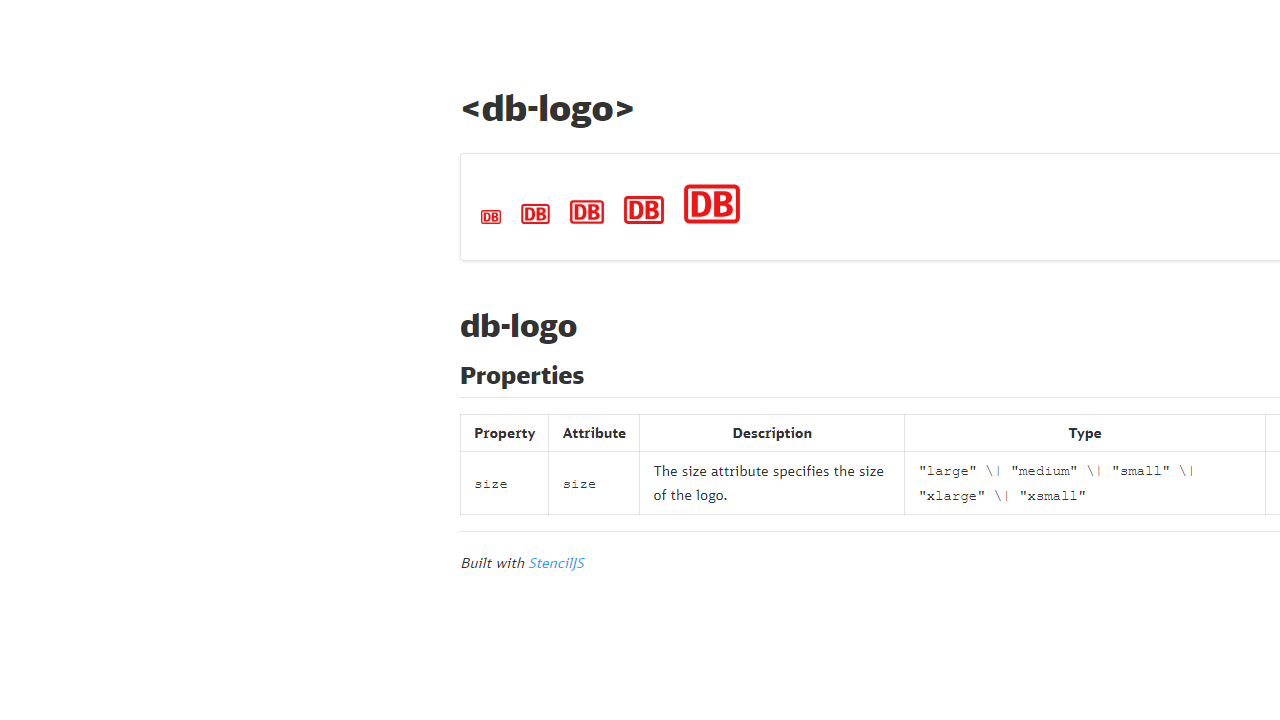 <db-logo>
DB DB DB DB DB
db-logo
Properties
Property Attribute Description Type
size size The size attribute specifies the size of the logo. "large" \| "medium" \| "small" \| "xlarge" \| "xsmall"
Built with StencilJS